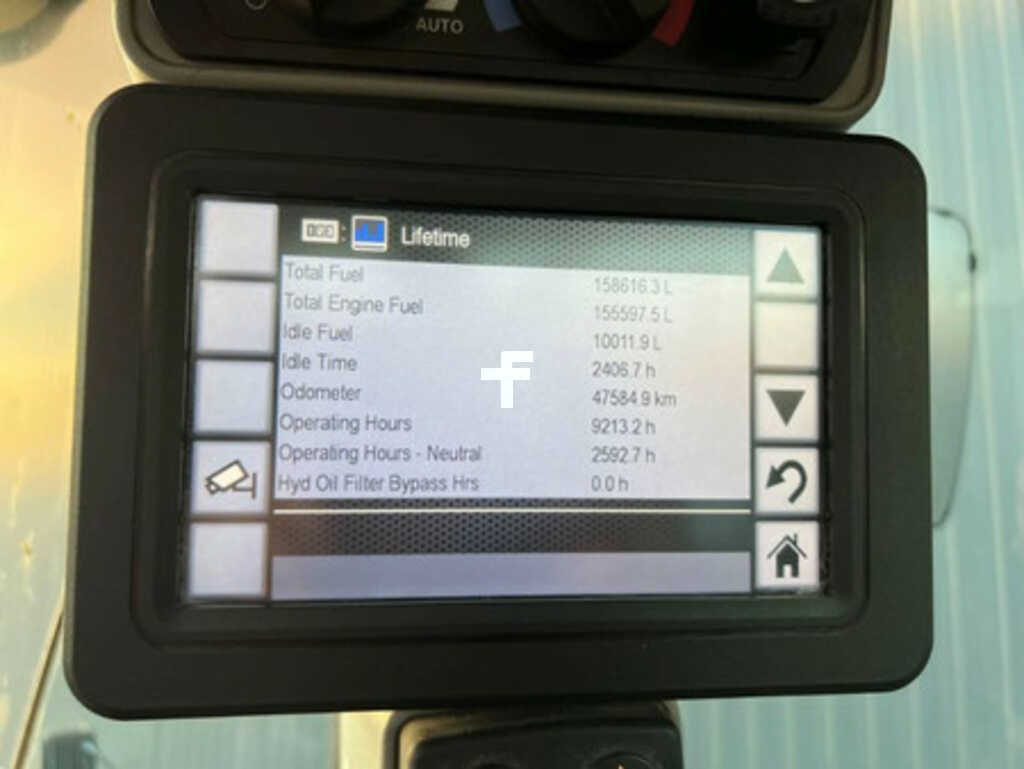 AUTO
Lifetime
Total Fuel 158616.3 L
Total Engine Fuel 155597.5 L
Idle Fuel 10011.9 L
Idle Time 2406.7 h
Odometer 47584.9 km
Operating Hours 9213.2 h
Operating Hours - Neutral 2592.7 h
Hyd Oil Filter Bypass Hrs 0.0 h